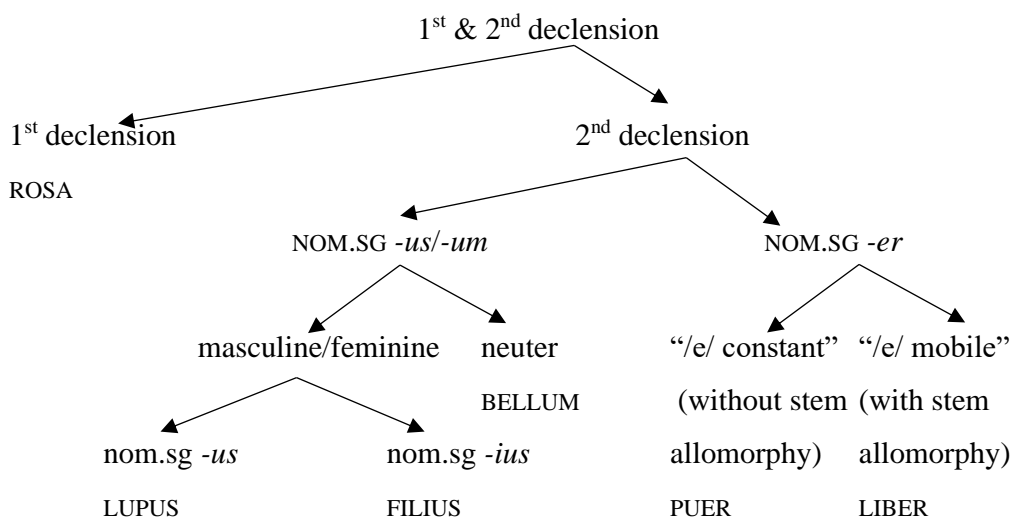 1st & 2nd declension
1st declension 2nd declension
ROSA
NOM.SG -us/-um NOM.SG -er
masculine/feminine neuter “/e/ constant” “/e/ mobile”
BELLUM (without stem (with stem
nom.sg -us nom.sg -ius allomorphy) allomorphy)
LUPUS FILIUS PUER LIBER